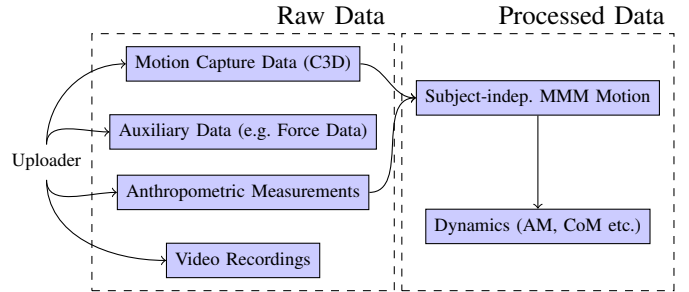 Raw Data
Processed Data
Motion Capture Data (C3D)
Subject-indep. MMM Motion
Auxiliary Data (e.g. Force Data)
Uploader
Anthropometric Measurements
Dynamics (AM, CoM etc.)
Video Recordings